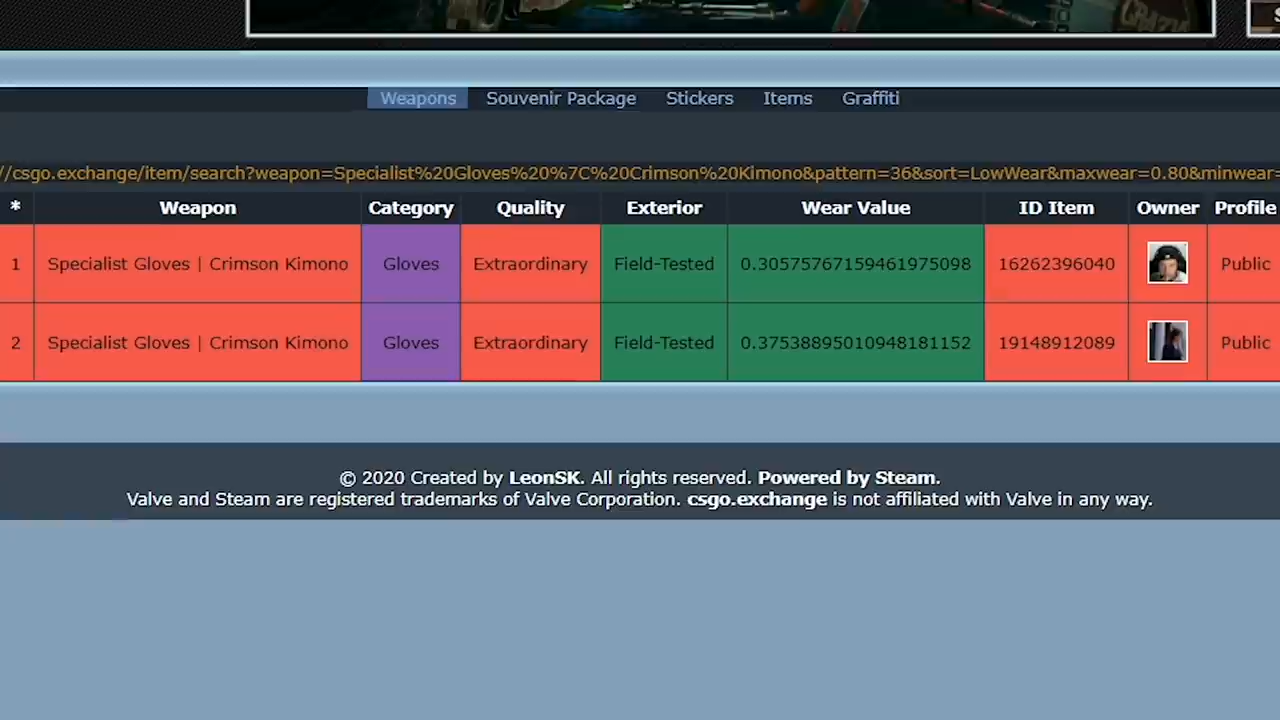 GRAZIA
Weapons Souvenir Package Stickers Items Graffiti
//csgo.exchange/item/search?weapon=Specialist%20Gloves%20%7C%20Crimson%20Kimono&pattern=36&sort=LowWear&maxwear=0.80&minwear=
* Weapon Category Quality Exterior Wear Value ID Item Owner Profile
1 Specialist Gloves | Crimson Kimono Gloves Extraordinary Field-Tested 0.30575767159461975098 16262396040 Public
2 Specialist Gloves | Crimson Kimono Gloves Extraordinary Field-Tested 0.37538895010948181152 19148912089 Public
© 2020 Created by LeonSK. All rights reserved. Powered by Steam.
Valve and Steam are registered trademarks of Valve Corporation. csgo.exchange is not affiliated with Valve in any way.